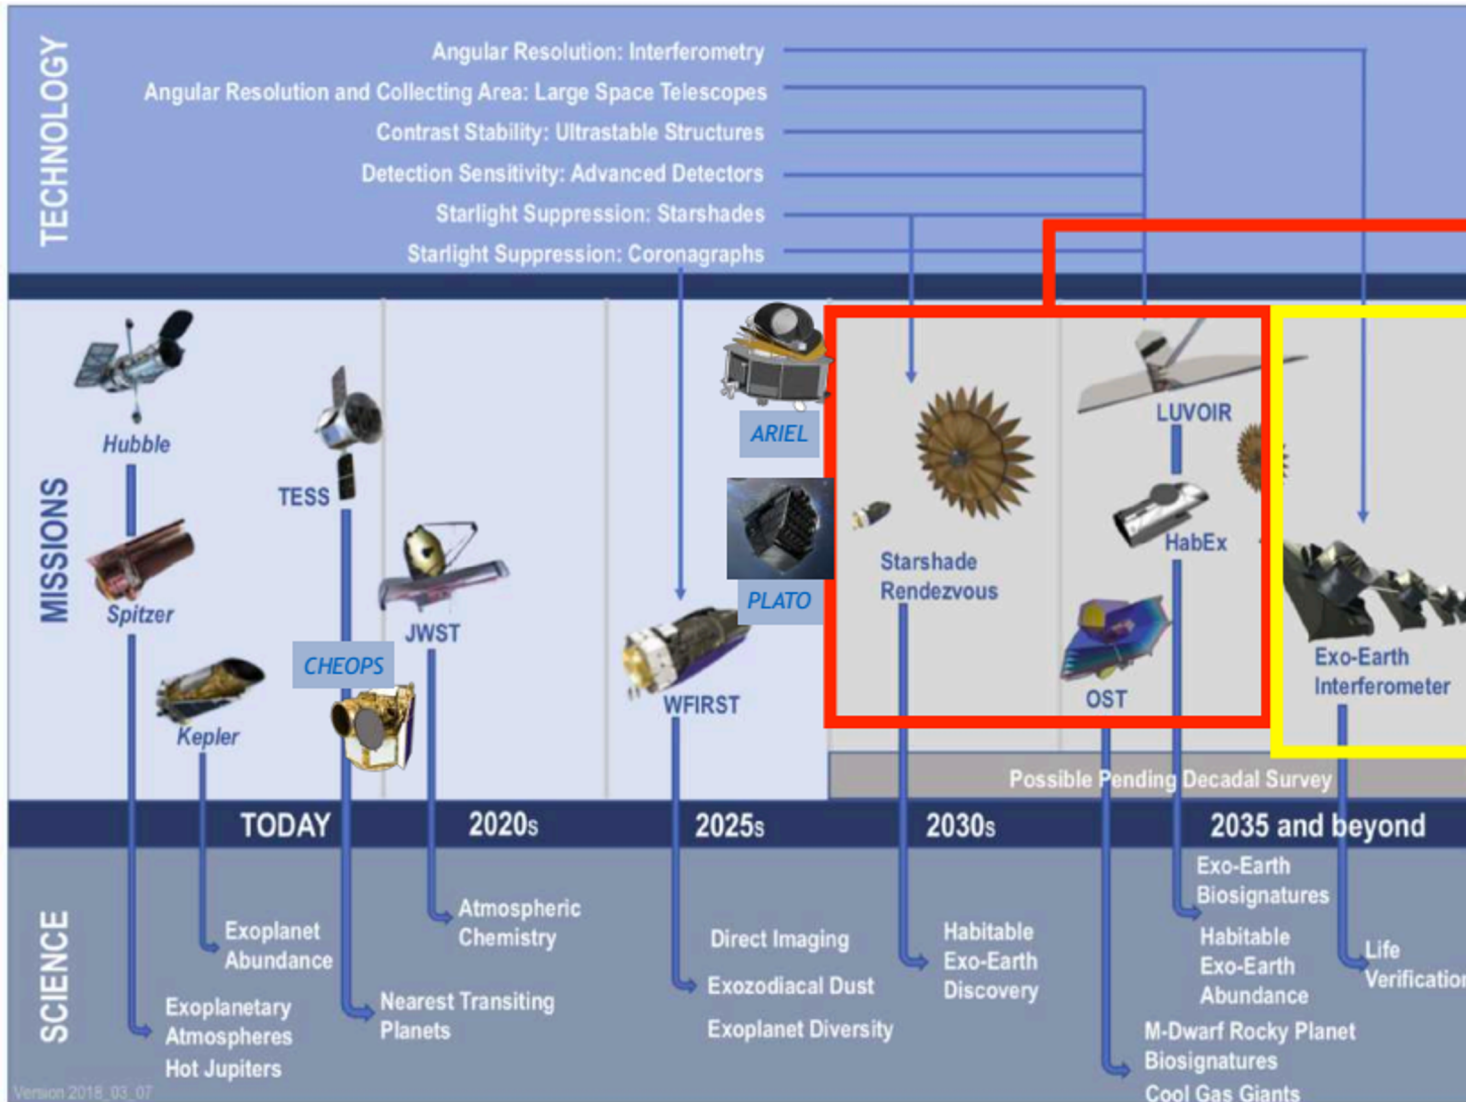 TECHNOLOGY
Angular Resolution: Interferometry
Angular Resolution and Collecting Area: Large Space Telescopes
Contrast Stability: Ultrastable Structures
Detection Sensitivity: Advanced Detectors
Starlight Suppression: Starshades
Starlight Suppression: Coronagraphs
MISSIONS
Hubble
Spitzer
Kepler
TESS
CHEOPS
JWST
WFIRST
ARIEL
PLATO
Starshade
Rendezvous
LUVOIR
HabEx
OST
Exo-Earth
Interferometer
Possible Pending Decadal Survey
TODAY
2020s
2025s
2030s
2035 and beyond
SCIENCE
Exoplanet
Abundance
Exoplanetary
Atmospheres
Hot Jupiters
Nearest Transiting
Planets
Atmospheric
Chemistry
Direct Imaging
Exozodiacal Dust
Exoplanet Diversity
Habitable
Exo-Earth
Discovery
Exo-Earth
Biosignatures
Habitable
Exo-Earth
Abundance
M-Dwarf Rocky Planet
Biosignatures
Cool Gas Giants
Life
Verification
Version 2018_03_07